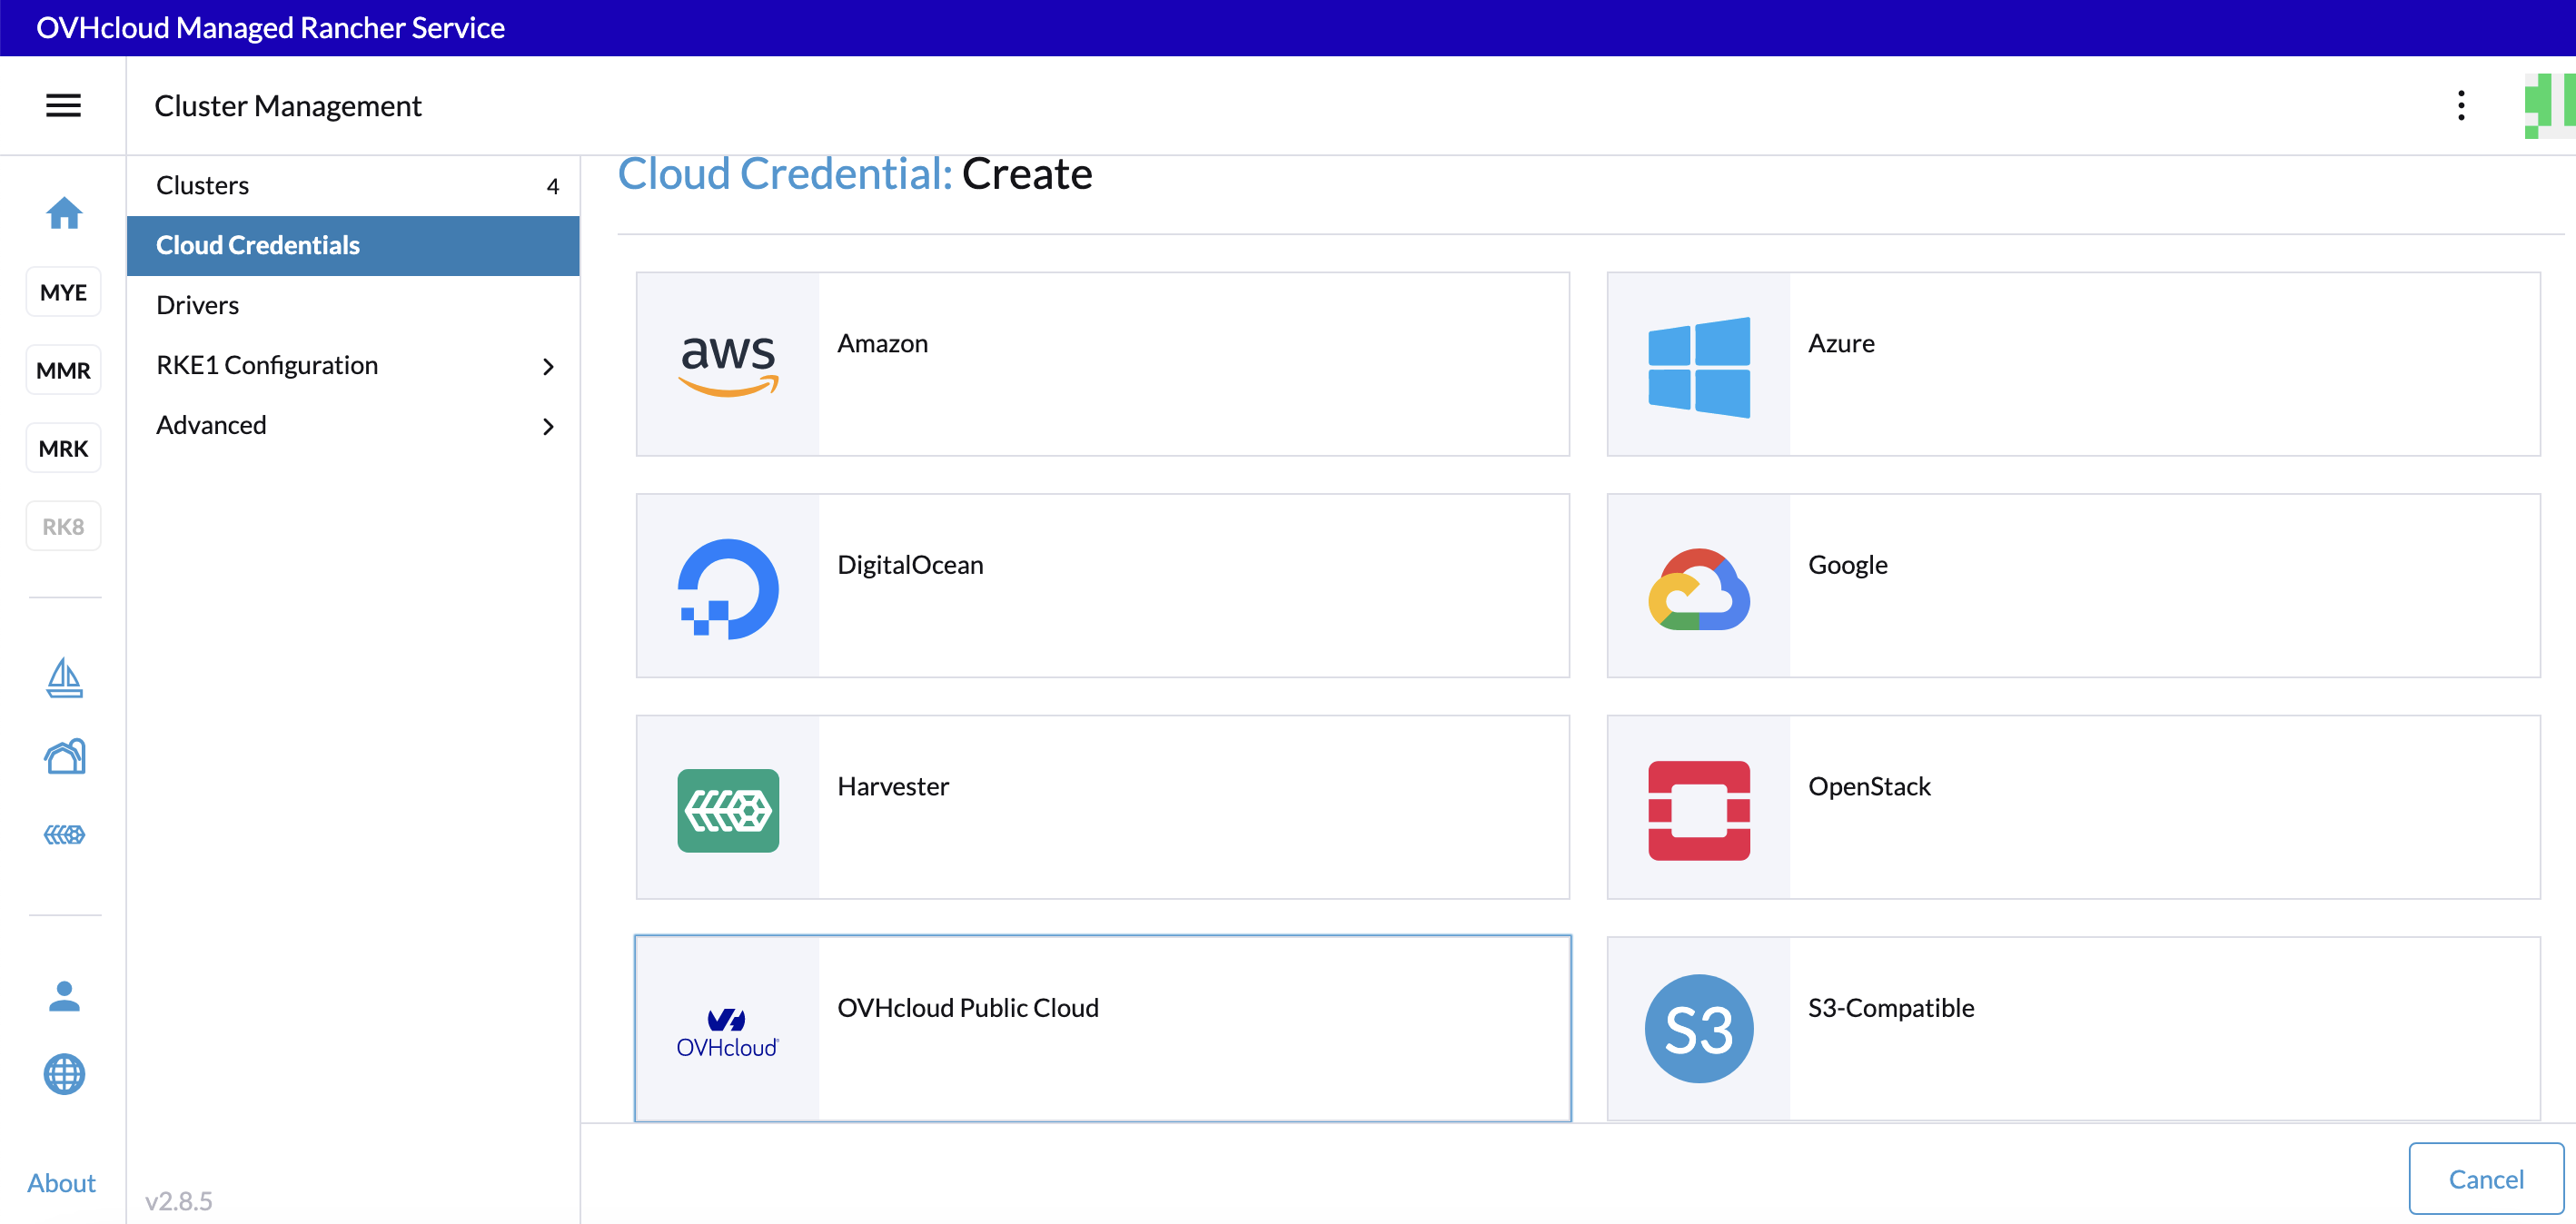 OVHcloud Managed Rancher Service
Cluster Management
Clusters 4
Cloud Credentials
Drivers
RKE1 Configuration
Advanced
MYE
MMR
MRK
RK8
About
v2.8.5
Cloud Credential: Create
aws
Amazon
Azure
DigitalOcean
Google
Harvester
OpenStack
OVHcloud
OVHcloud Public Cloud
S3
S3-Compatible
Cancel